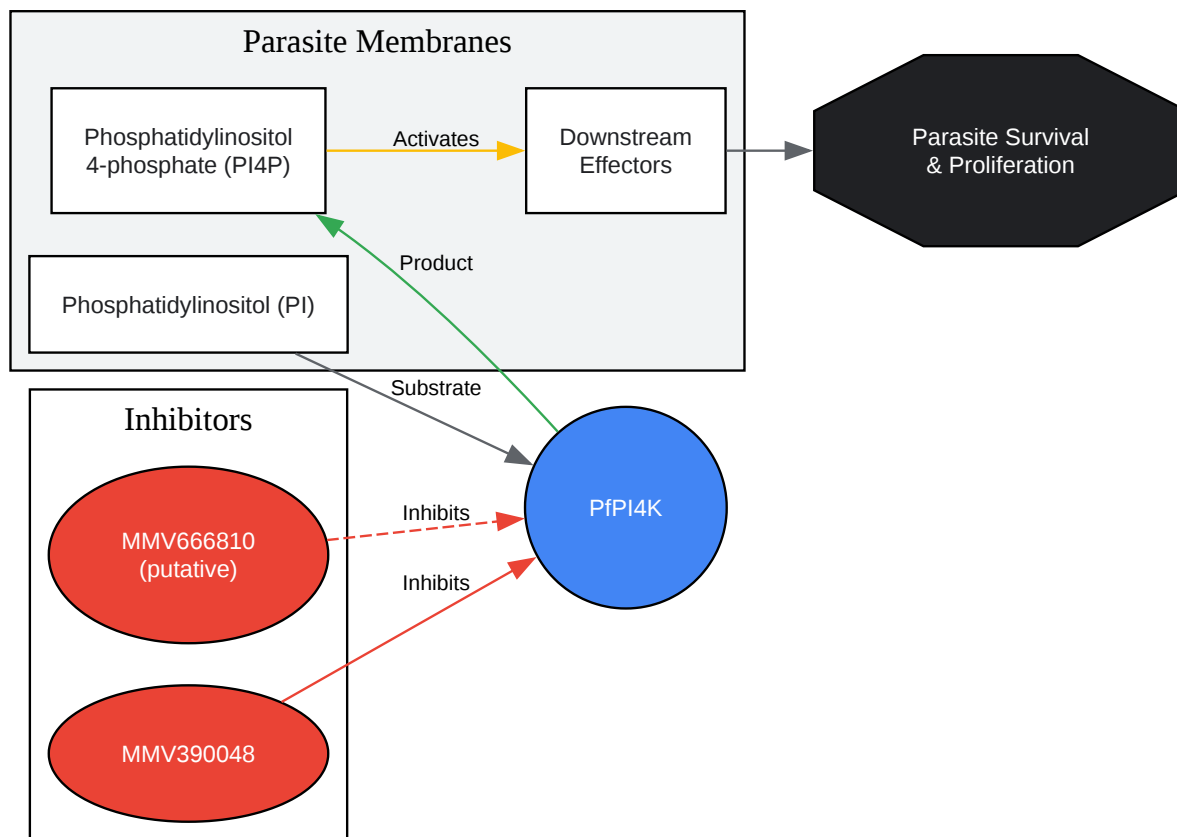 Parasite Membranes
Phosphatidylinositol
4-phosphate (PI4P)
Activates
Downstream
Effectors
Parasite Survival
& Proliferation
Product
Phosphatidylinositol (PI)
Substrate
Inhibitors
PfPI4K
Inhibits
MMV666810
(putative)
Inhibits
MMV390048